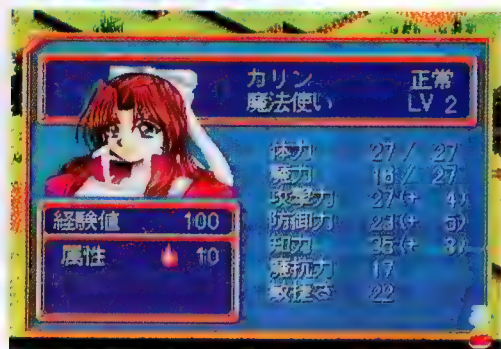 カリン 正常
魔法使い LV 2
体力 27/ 27
魔力 18/ 27
攻撃力 27(+ 4)
防御力 23(+ 5)
知力 35(+ 8)
魔抗力 17
敏捷さ 22
経験値 100
属性 10